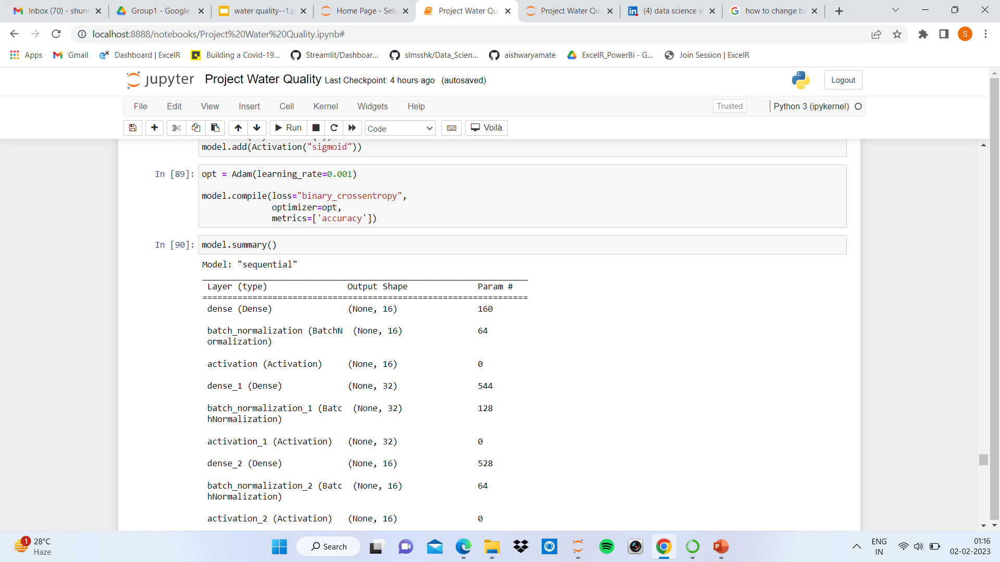 Inbox (70) - shun
Group1 - Google
water quality--1.p
Home Page - Sele
Project Water Qu
Project Water Qu
(4) data science in
how to change ba
localhost:8888/notebooks/Project%20Water%20Quality.ipynb#
S
Apps
Gmail
Dashboard | ExcelR
Building a Covid-19...
Streamlit/Dashboar...
slmsshk/Data_Scien...
aishwaryamate
ExcelR_PowerBi - G...
Join Session | ExcelR
jupyter Project Water Quality Last Checkpoint: 4 hours ago (autosaved)
Logout
File Edit View Insert Cell Kernel Widgets Help
Trusted
Python 3 (ipykernel)
Run
Code
Voilà
model.add(Activation("sigmoid"))
In [89]: opt = Adam(learning_rate=0.001)
model.compile(loss="binary_crossentropy",
optimizer=opt,
metrics=['accuracy'])
In [90]: model.summary()
Model: "sequential"
Layer (type) Output Shape Param #
=================================================================
dense (Dense) (None, 16) 160
batch_normalization (BatchN (None, 16) 64
ormalization)
activation (Activation) (None, 16) 0
dense_1 (Dense) (None, 32) 544
batch_normalization_1 (Batc (None, 32) 128
hNormalization)
activation_1 (Activation) (None, 32) 0
dense_2 (Dense) (None, 16) 528
batch_normalization_2 (Batc (None, 16) 64
hNormalization)
activation_2 (Activation) (None, 16) 0
1
28°C
Haze
Search
ENG
IN
01:16
02-02-2023